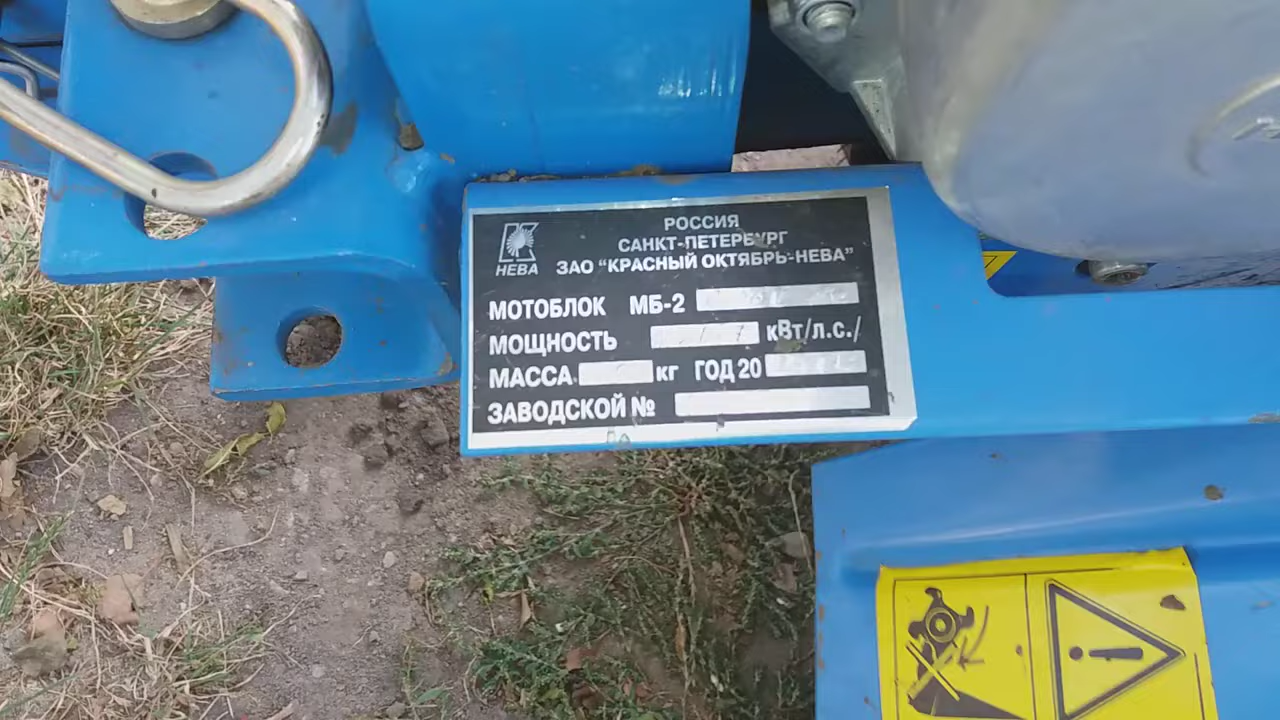 РОССИЯ
САНКТ-ПЕТЕРБУРГ
НЕВА ЗАО "КРАСНЫЙ ОКТЯБРЬ-НЕВА"
МОТОБЛОК МБ-2
МОЩНОСТЬ кВт/л.с./
МАССА кг ГОД 20
ЗАВОДСКОЙ №